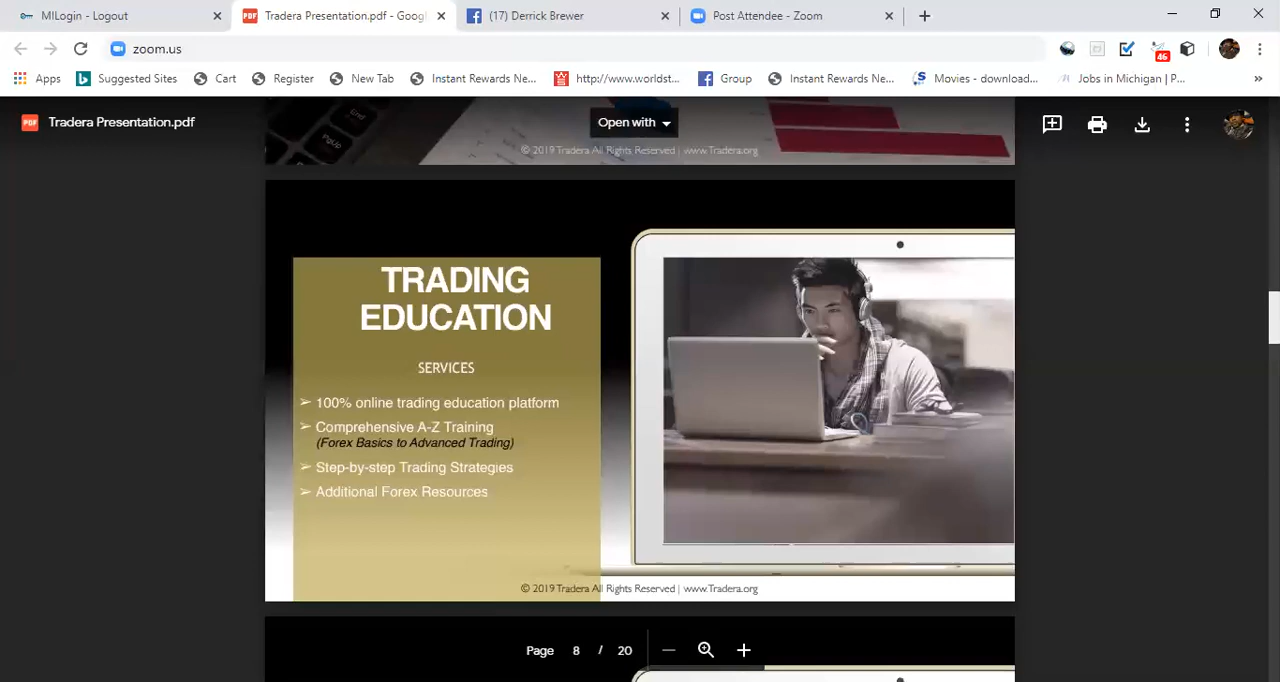 MILogin - Logout
Tradera Presentation.pdf - Googl
(17) Derrick Brewer
Post Attendee - Zoom
zoom.us
46
Apps
Suggested Sites
Cart
Register
New Tab
Instant Rewards Ne...
http://www.worldst...
Group
Instant Rewards Ne...
Movies - download...
Jobs in Michigan | P...
PDF Tradera Presentation.pdf
Open with
PgUp
© 2019 Tradera All Rights Reserved | www.Tradera.org
TRADING
EDUCATION
SERVICES
➢ 100% online trading education platform
➢ Comprehensive A-Z Training
(Forex Basics to Advanced Trading)
➢ Step-by-step Trading Strategies
➢ Additional Forex Resources
© 2019 Tradera All Rights Reserved | www.Tradera.org
Page 8 / 20